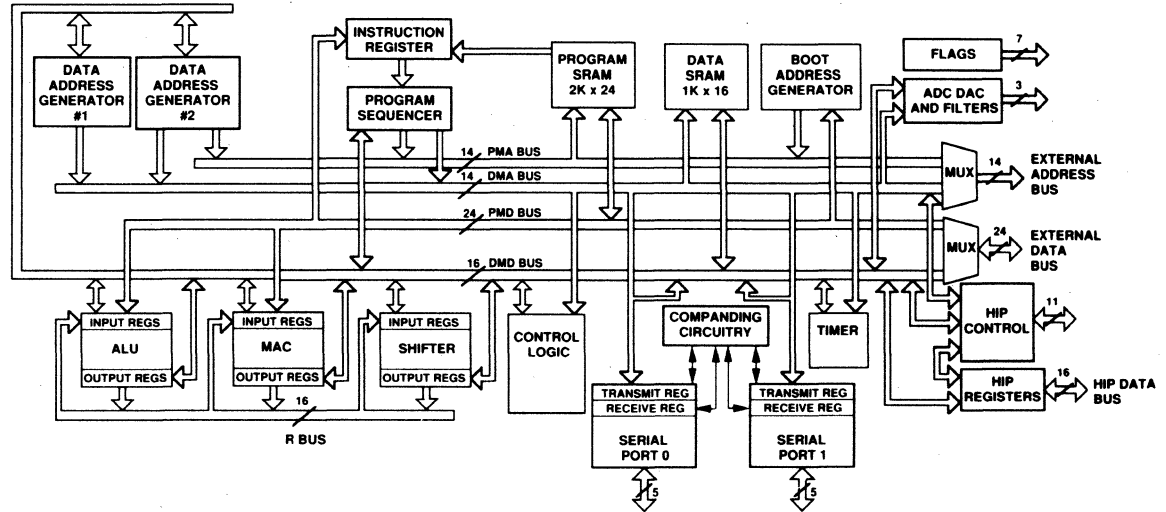 DATA
ADDRESS
GENERATOR
#1
DATA
ADDRESS
GENERATOR
#2
INSTRUCTION
REGISTER
PROGRAM
SEQUENCER
PROGRAM
SRAM
2K x 24
DATA
SRAM
1K x 16
BOOT
ADDRESS
GENERATOR
FLAGS
7
ADC DAC
AND FILTERS
3
14 PMA BUS
14 DMA BUS
24 PMD BUS
16 DMD BUS
MUX
14
EXTERNAL
ADDRESS
BUS
MUX
24
EXTERNAL
DATA
BUS
INPUT REGS
ALU
OUTPUT REGS
INPUT REGS
MAC
OUTPUT REGS
INPUT REGS
SHIFTER
OUTPUT REGS
16
R BUS
CONTROL
LOGIC
COMPANDING
CIRCUITRY
TIMER
HIP
CONTROL
11
HIP
REGISTERS
16
HIP DATA
BUS
TRANSMIT REG
RECEIVE REG
SERIAL
PORT 0
5
TRANSMIT REG
RECEIVE REG
SERIAL
PORT 1
5